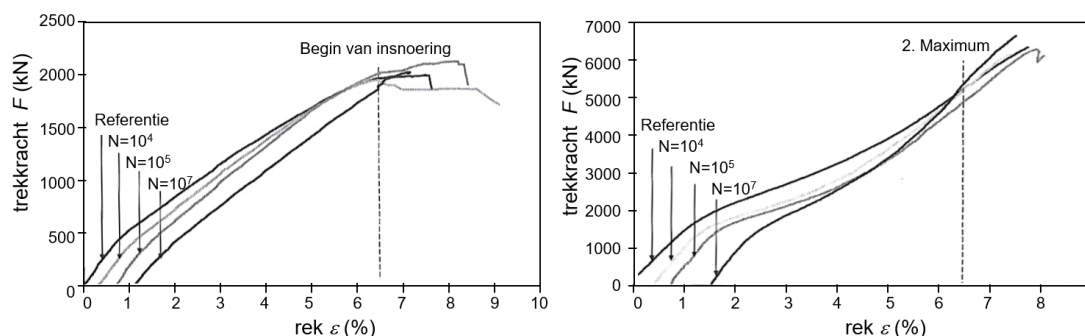 2500
2000
1500
1000
500
0
trekkracht F (kN)
Begin van insnoering
Referentie
N=10⁴
N=10⁵
N=10⁷
0 1 2 3 4 5 6 7 8 9 10
rek ε (%)
7000
6000
5000
4000
3000
2000
1000
0
trekkracht F (kN)
2. Maximum
Referentie
N=10⁴
N=10⁵
N=10⁷
0 1 2 3 4 5 6 7 8
rek ε (%)